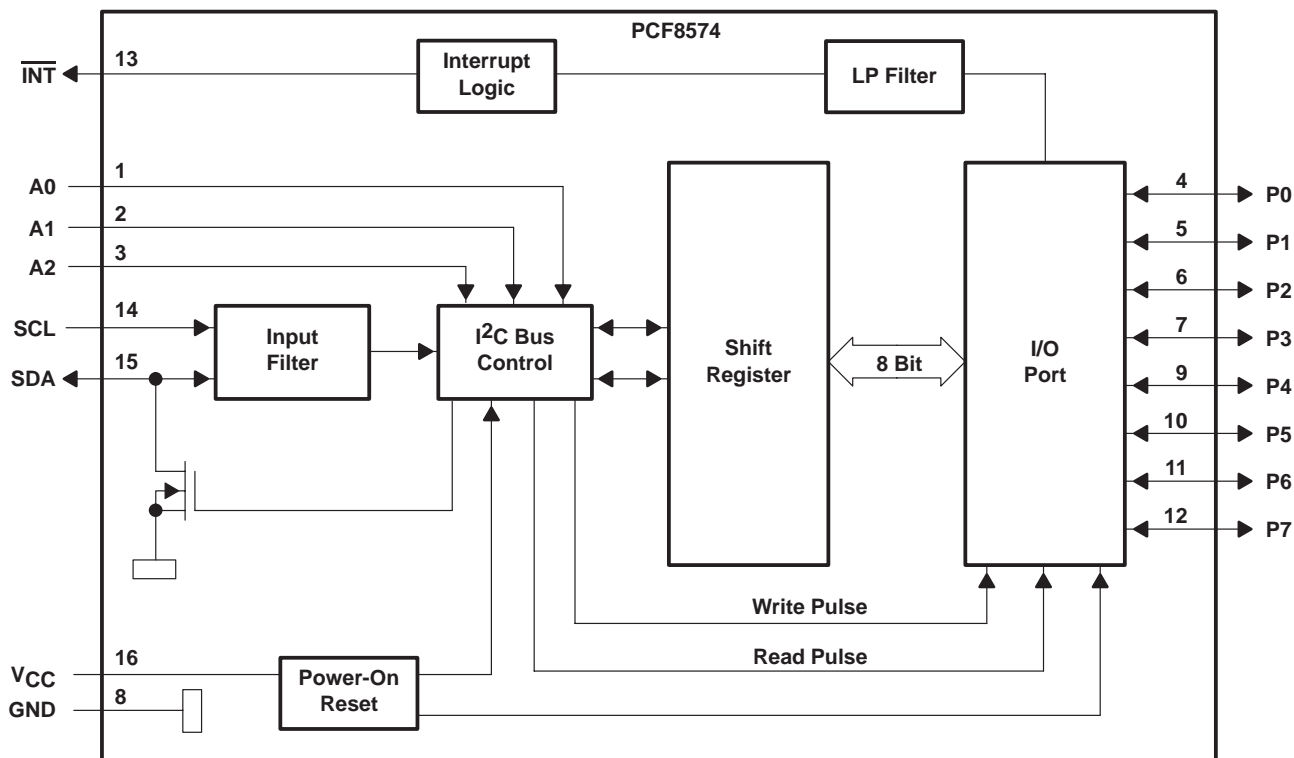 PCF8574
INT
13
Interrupt
Logic
LP Filter
A0
1
A1
2
A2
3
SCL
14
SDA
15
Input
Filter
I2C Bus
Control
Shift
Register
8 Bit
I/O
Port
4
P0
5
P1
6
P2
7
P3
9
P4
10
P5
11
P6
12
P7
Write Pulse
Read Pulse
VCC
16
GND
8
Power-On
Reset